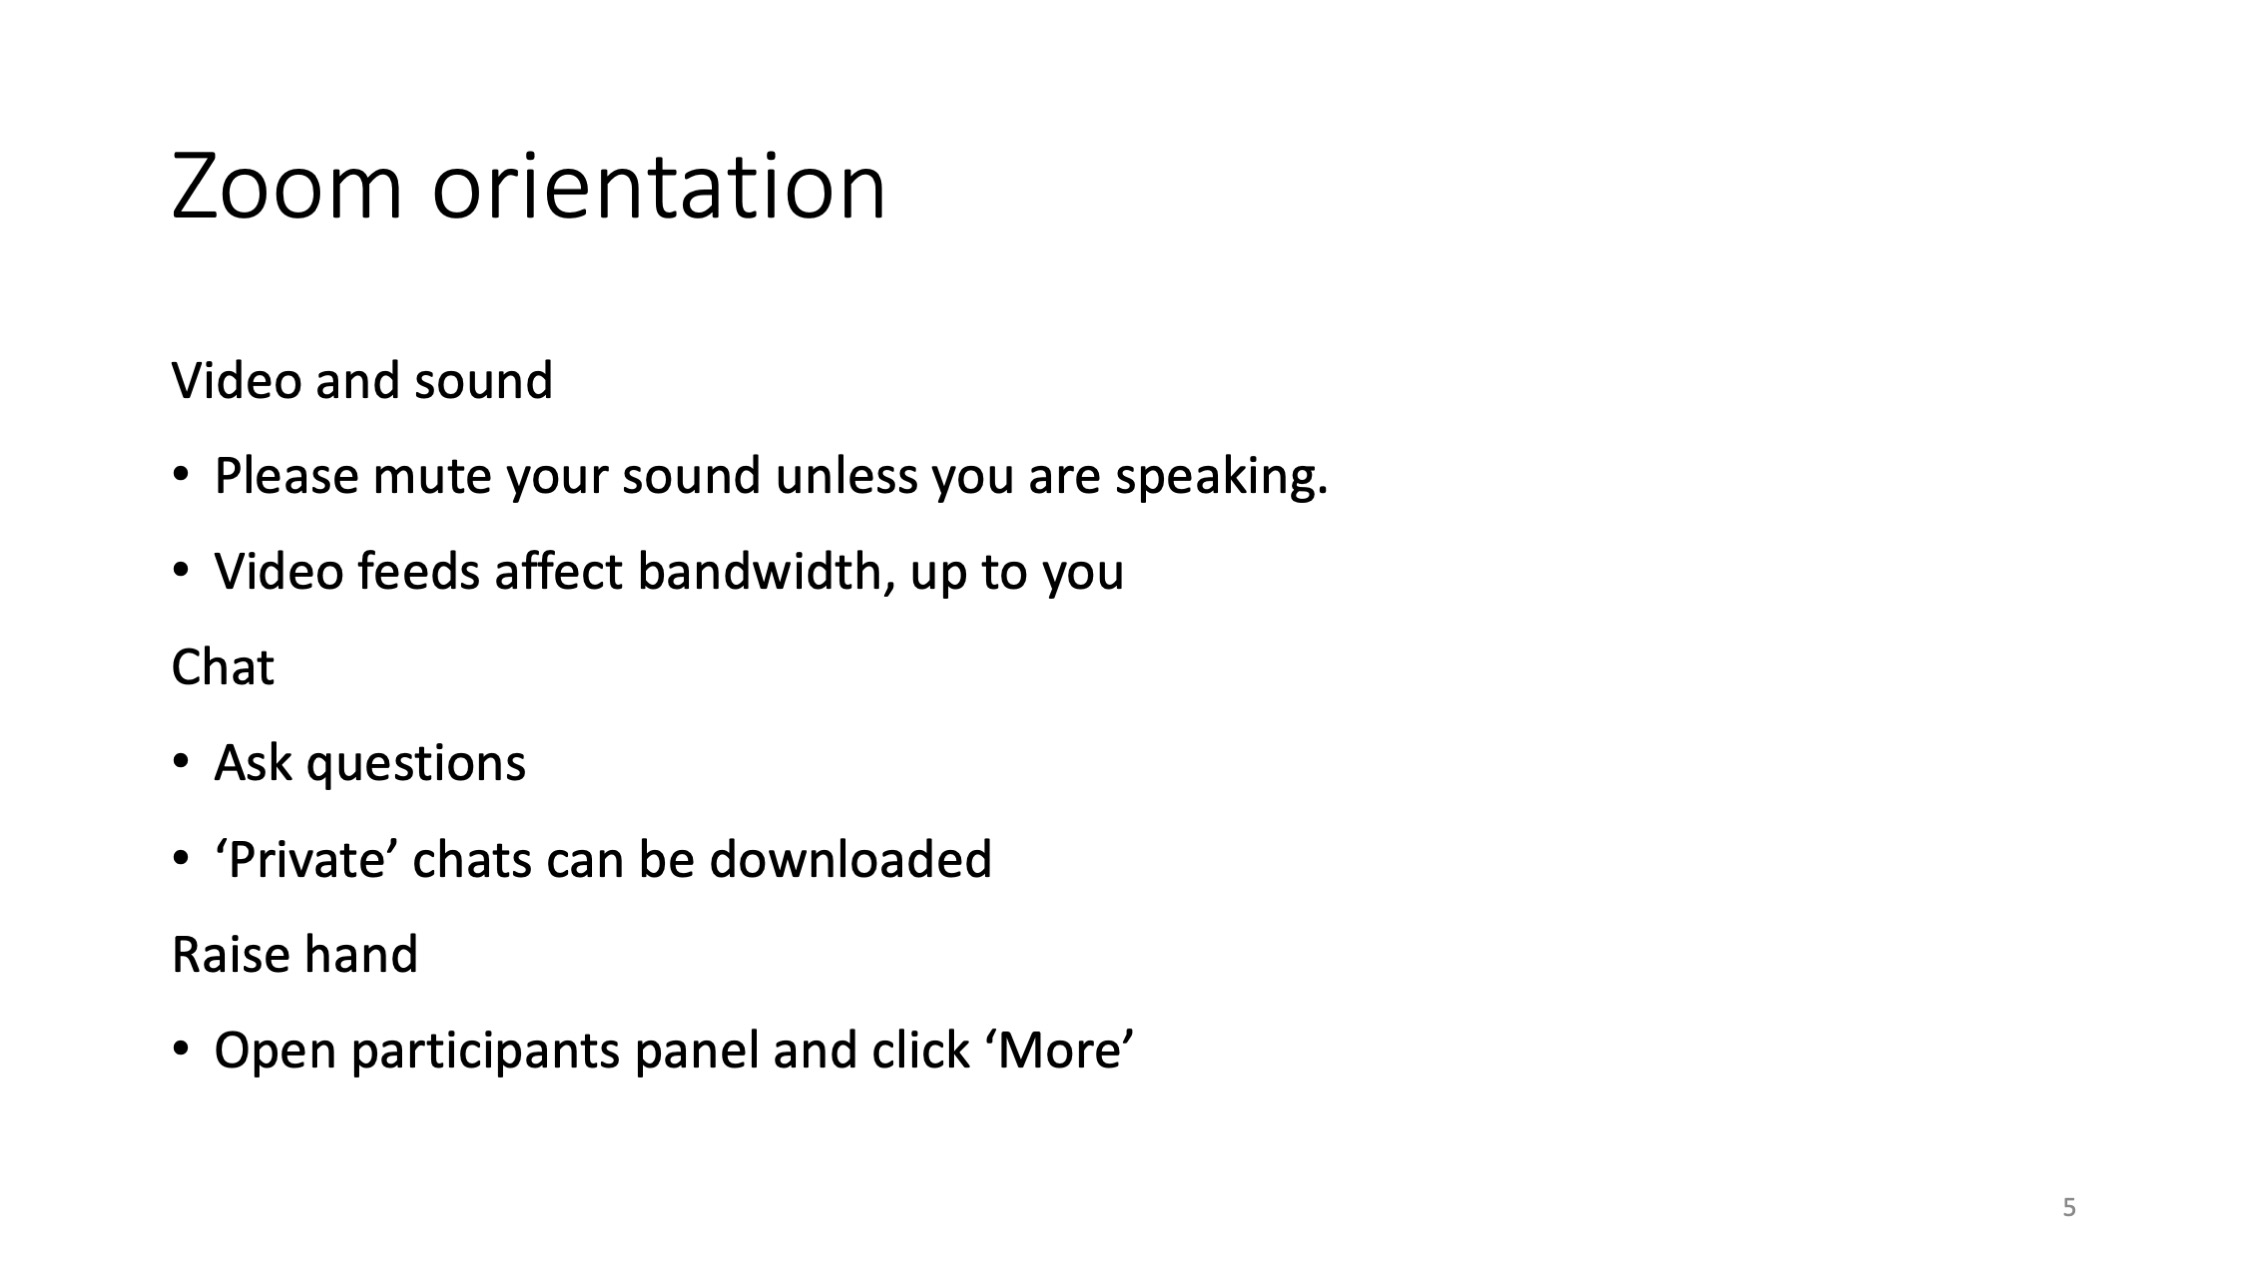 Zoom orientation
Video and sound
• Please mute your sound unless you are speaking.
• Video feeds affect bandwidth, up to you
Chat
• Ask questions
• ‘Private’ chats can be downloaded
Raise hand
• Open participants panel and click ‘More’
5